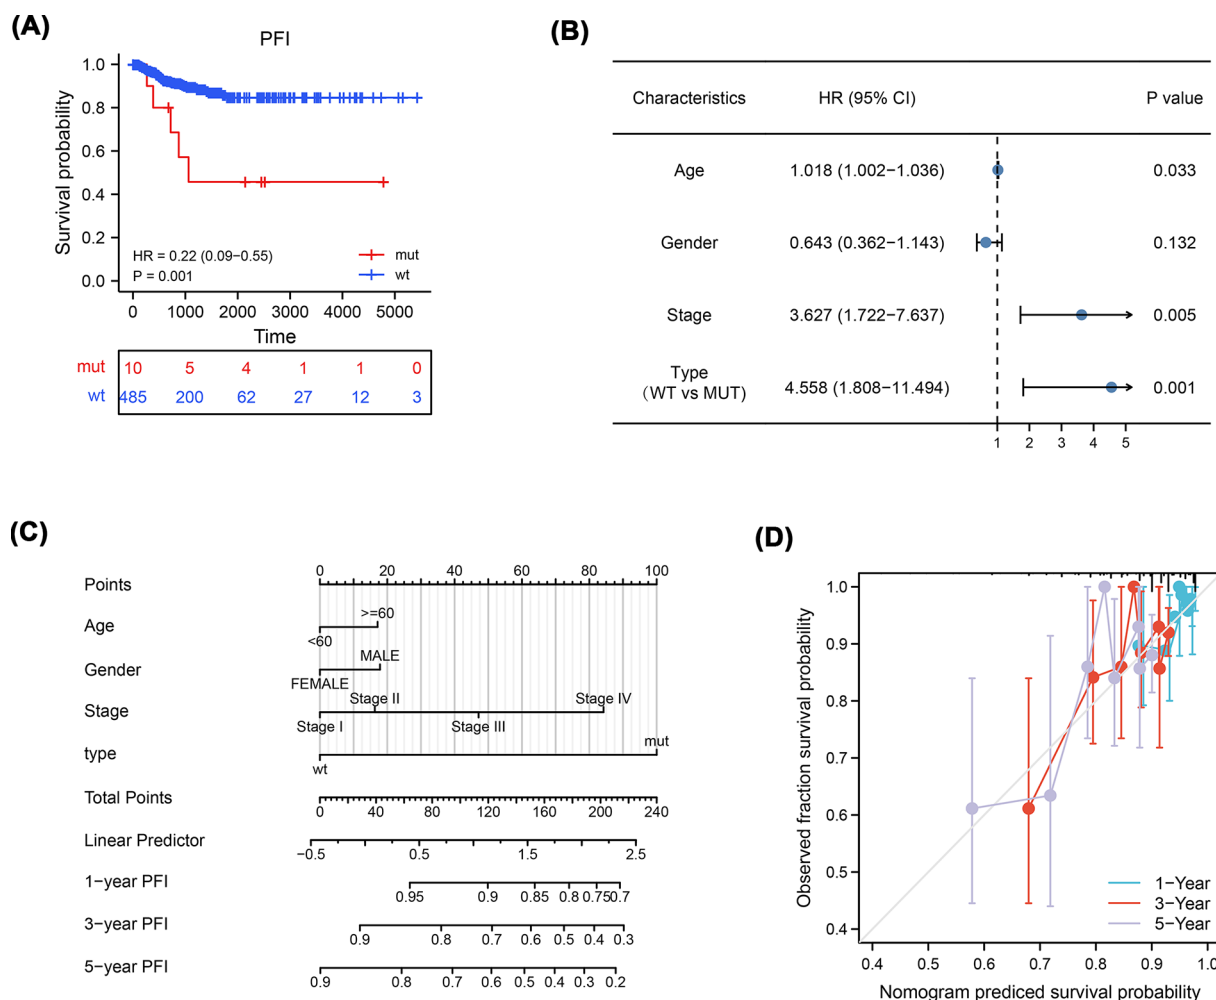 (A)
PFI
Survival probability
1.0
0.8
0.6
0.4
0.2
0.0
HR = 0.22 (0.09−0.55)
P = 0.001
mut
wt
0 1000 2000 3000 4000 5000
Time
mut 10 5 4 1 1 0
wt 485 200 62 27 12 3
(B)
Characteristics HR (95% CI) P value
Age 1.018 (1.002−1.036) 0.033
Gender 0.643 (0.362−1.143) 0.132
Stage 3.627 (1.722−7.637) 0.005
Type
(WT vs MUT) 4.558 (1.808−11.494) 0.001
1 2 3 4 5
(C)
0 20 40 60 80 100
Points
>=60
Age
<60
MALE
Gender
FEMALE
Stage II Stage IV
Stage
Stage I Stage III
mut
type
wt
Total Points
0 40 80 120 160 200 240
Linear Predictor
−0.5 0.5 1.5 2.5
1−year PFI
0.95 0.9 0.85 0.8 0.75 0.7
3−year PFI
0.9 0.8 0.7 0.6 0.5 0.4 0.3
5−year PFI
0.9 0.8 0.7 0.6 0.5 0.4 0.3 0.2
(D)
Observed fraction survival probability
1.0
0.9
0.8
0.7
0.6
0.5
0.4
1−Year
3−Year
5−Year
0.4 0.5 0.6 0.7 0.8 0.9 1.0
Nomogram prediced survival probability